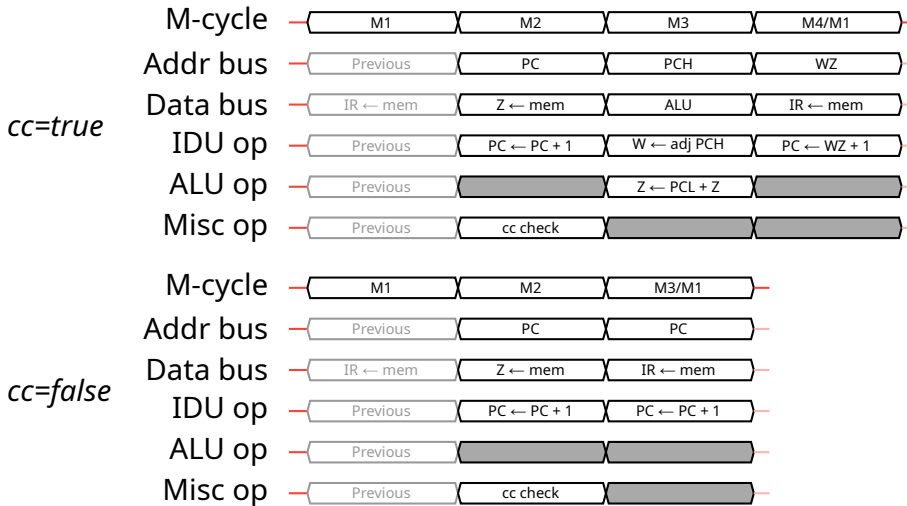 M-cycle M1 M2 M3 M4/M1
Addr bus Previous PC PCH WZ
Data bus IR ← mem Z ← mem ALU IR ← mem
cc=true
IDU op Previous PC ← PC + 1 W ← adj PCH PC ← WZ + 1
ALU op Previous Z ← PCL + Z
Misc op Previous cc check
M-cycle M1 M2 M3/M1
Addr bus Previous PC PC
Data bus IR ← mem Z ← mem IR ← mem
cc=false
IDU op Previous PC ← PC + 1 PC ← PC + 1
ALU op Previous
Misc op Previous cc check